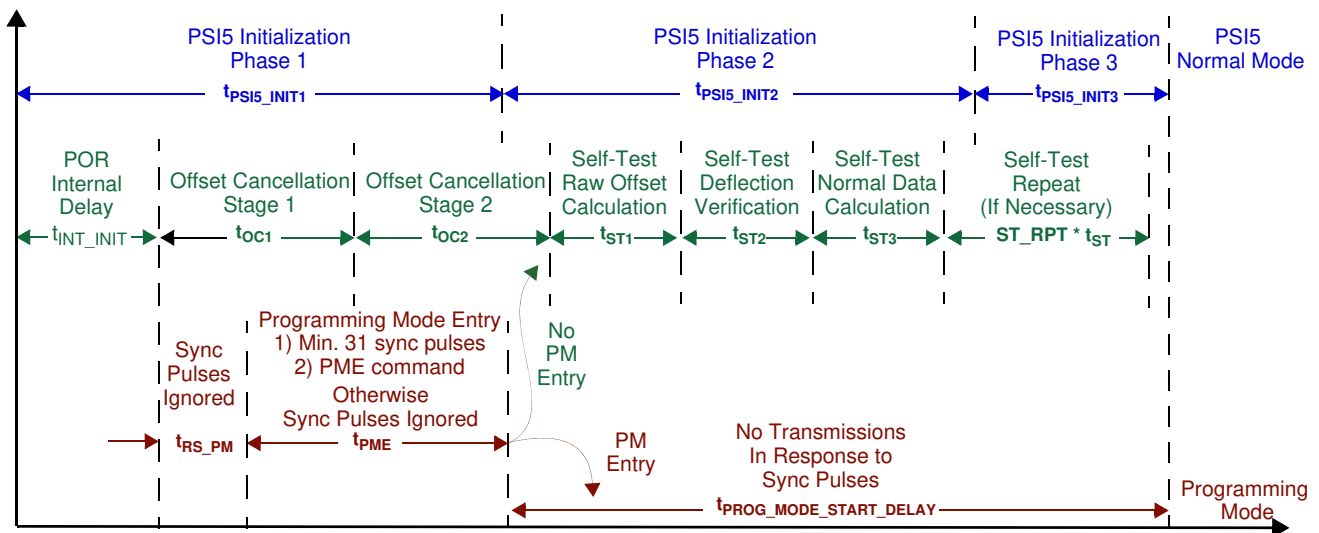 PSI5 Initialization
Phase 1
tPSI5_INIT1
PSI5 Initialization
Phase 2
tPSI5_INIT2
PSI5 Initialization
Phase 3
tPSI5_INIT3
PSI5
Normal Mode
POR
Internal
Delay
tINT_INIT
Offset Cancellation
Stage 1
tOC1
Offset Cancellation
Stage 2
tOC2
Self-Test
Raw Offset
Calculation
tST1
Self-Test
Deflection
Verification
tST2
Self-Test
Normal Data
Calculation
tST3
Self-Test
Repeat
(If Necessary)
ST_RPT * tST
Sync
Pulses
Ignored
tRS_PM
Programming Mode Entry
1) Min. 31 sync pulses
2) PME command
Otherwise
Sync Pulses Ignored
tPME
No
PM
Entry
PM
Entry
No Transmissions
In Response to
Sync Pulses
tPROG_MODE_START_DELAY
Programming
Mode